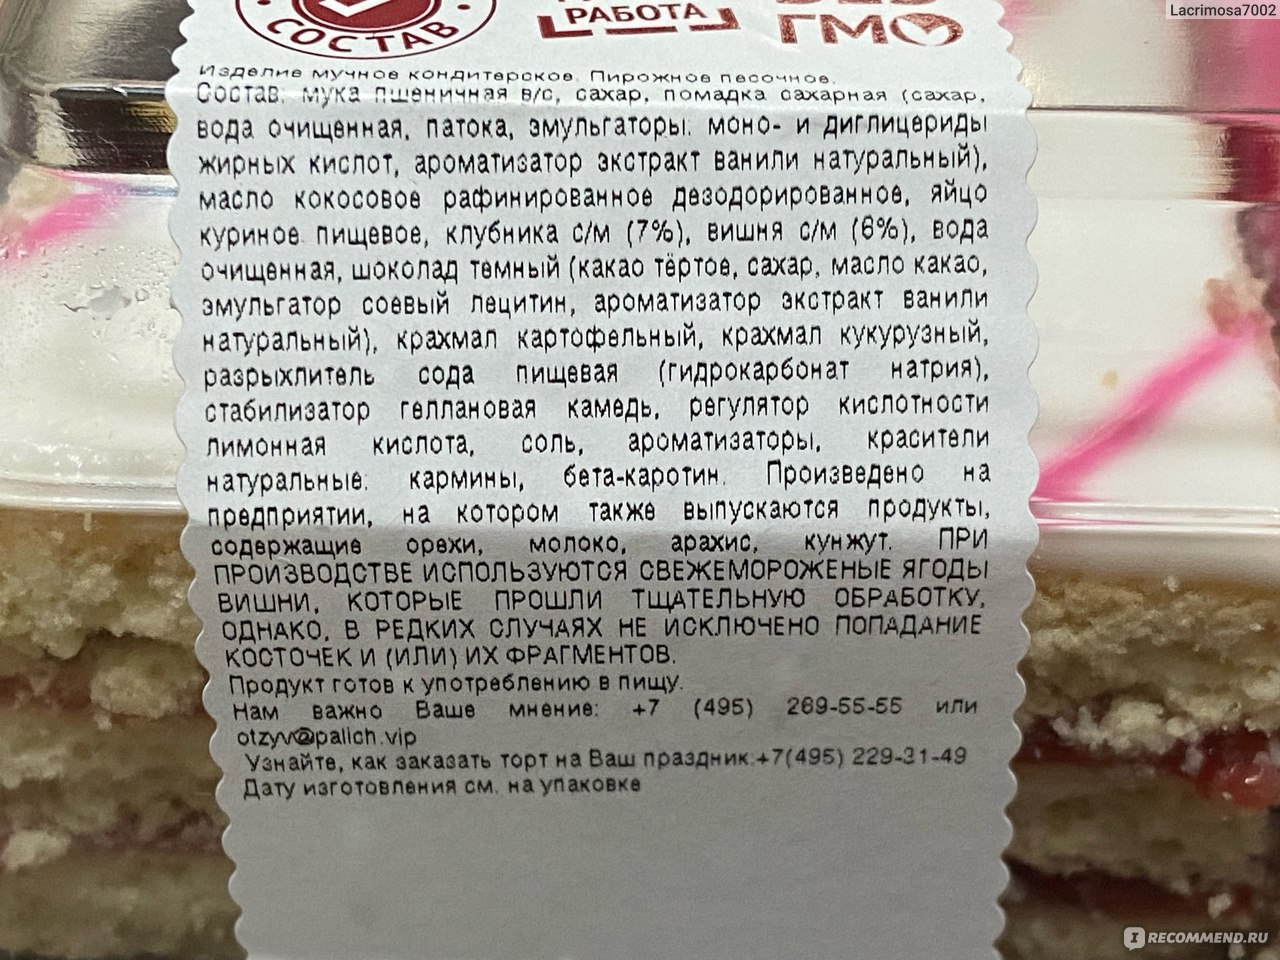 Lacrimosa7002
СОСТАВ
РАБОТА
ГМО
Изделие мучное кондитерское. Пирожное песочное.
Состав: мука пшеничная в/с, сахар, помадка сахарная (сахар,
вода очищенная, патока, эмульгаторы: моно- и диглицериды
жирных кислот, ароматизатор экстракт ванили натуральный),
масло кокосовое рафинированное дезодорированное, яйцо
куриное пищевое, клубника с/м (7%), вишня с/м (6%), вода
очищенная, шоколад темный (какао тёртое, сахар, масло какао,
эмульгатор соевый лецитин, ароматизатор экстракт ванили
натуральный), крахмал картофельный, крахмал кукурузный,
разрыхлитель сода пищевая (гидрокарбонат натрия),
стабилизатор геллановая камедь, регулятор кислотности
лимонная кислота, соль, ароматизаторы, красители
натуральные: кармины, бета-каротин. Произведено на
предприятии, на котором также выпускаются продукты,
содержащие орехи, молоко, арахис, кунжут. ПРИ
ПРОИЗВОДСТВЕ ИСПОЛЬЗУЮТСЯ СВЕЖЕМОРОЖЕНЫЕ ЯГОДЫ
ВИШНИ, КОТОРЫЕ ПРОШЛИ ТЩАТЕЛЬНУЮ ОБРАБОТКУ,
ОДНАКО, В РЕДКИХ СЛУЧАЯХ НЕ ИСКЛЮЧЕНО ПОПАДАНИЕ
КОСТОЧЕК И (ИЛИ) ИХ ФРАГМЕНТОВ.
Продукт готов к употреблению в пищу.
Нам важно Ваше мнение: +7 (495) 269-55-55 или
otzyv@palich.vip
Узнайте, как заказать торт на Ваш праздник:+7(495) 229-31-49
Дату изготовления см. на упаковке
IRECOMMEND.RU